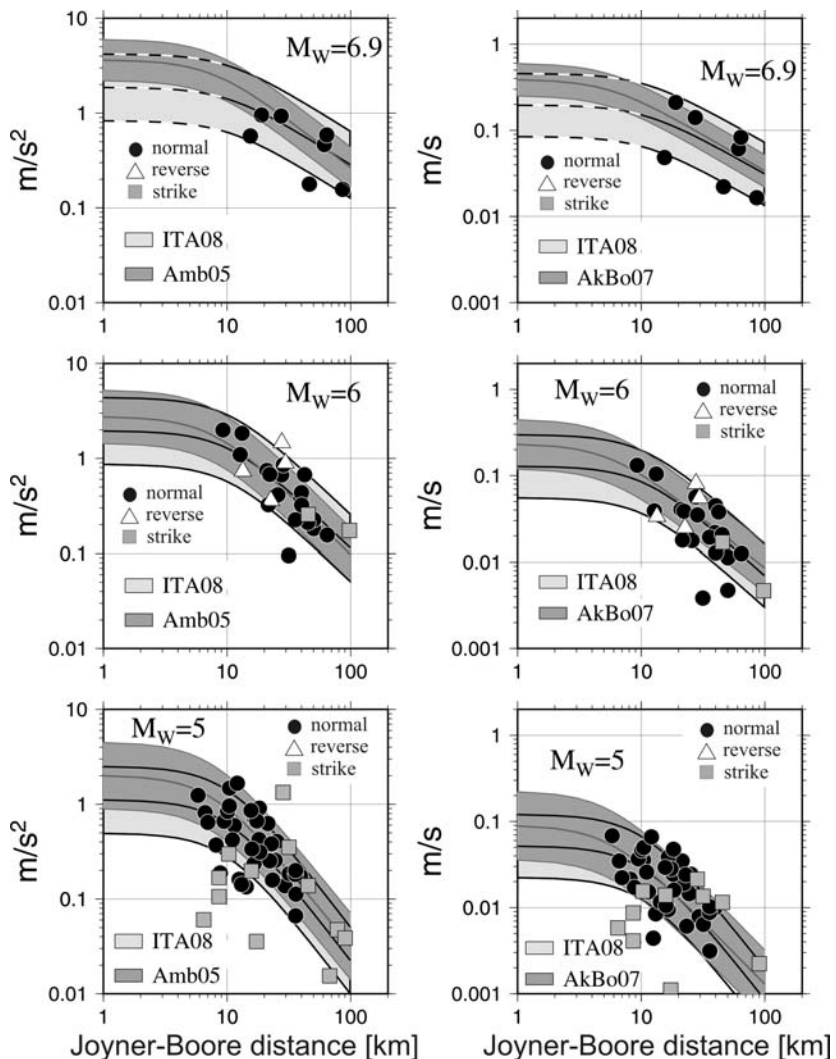 10
1
0.1
0.01
m/s²
M_W=6.9
normal
reverse
strike
ITA08
Amb05
1
10
100
1
0.1
0.01
0.001
m/s
M_W=6.9
normal
reverse
strike
ITA08
AkBo07
1
10
100
10
1
0.1
0.01
m/s²
M_W=6
normal
reverse
strike
ITA08
Amb05
1
10
100
1
0.1
0.01
0.001
m/s
M_W=6
normal
reverse
strike
ITA08
AkBo07
1
10
100
10
1
0.1
0.01
m/s²
M_W=5
normal
reverse
strike
ITA08
Amb05
1
10
100
Joyner-Boore distance [km]
1
0.1
0.01
0.001
m/s
M_W=5
normal
reverse
strike
ITA08
AkBo07
1
10
100
Joyner-Boore distance [km]